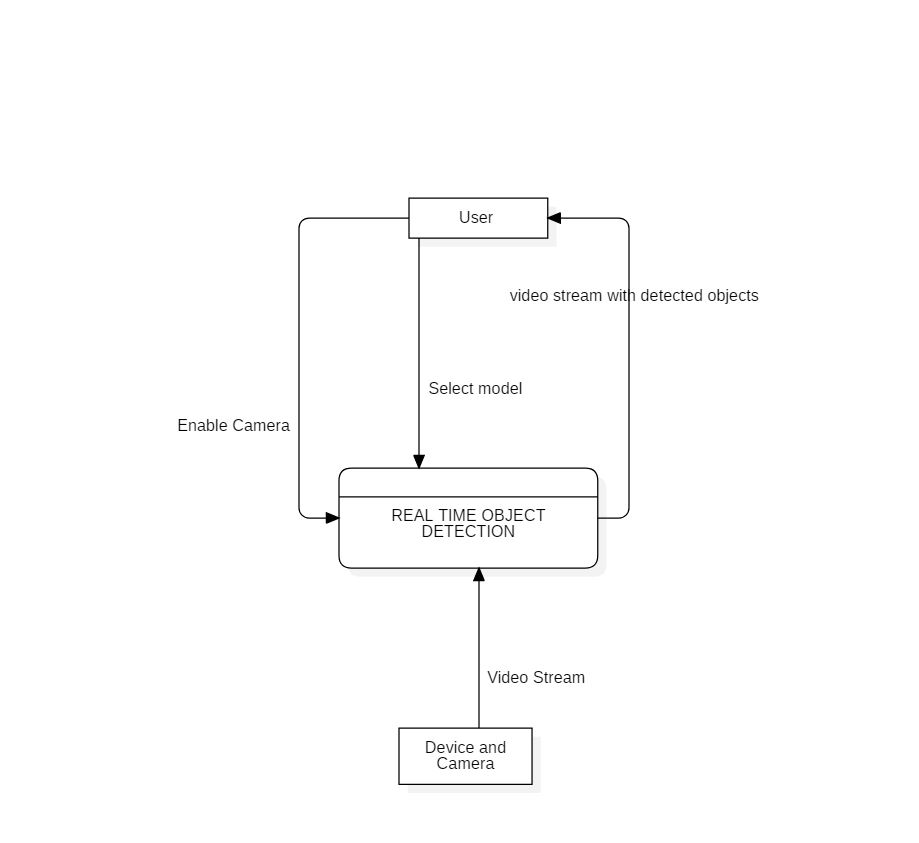 User
video stream with detected objects
Select model
Enable Camera
REAL TIME OBJECT
DETECTION
Video Stream
Device and
Camera